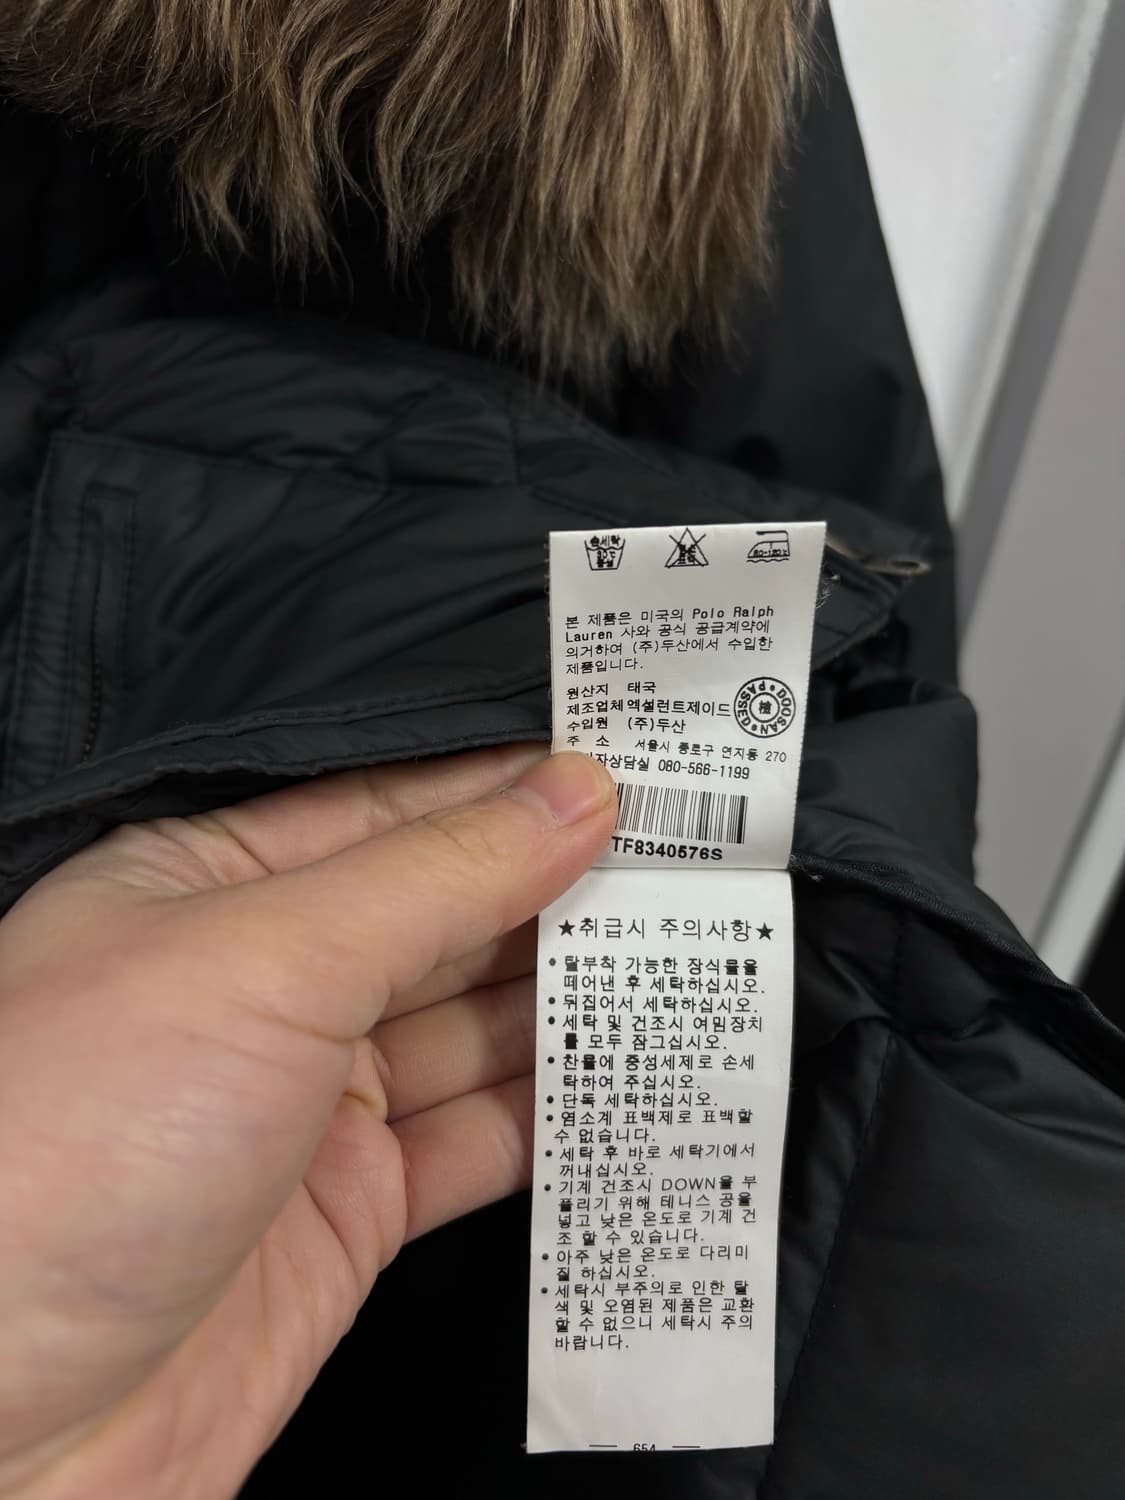 손세탁
30℃
중성
염소
표백
80-120℃
본 제품은 미국의 Polo Ralph
Lauren 사와 공식 공급계약에
의거하여 (주)두산에서 수입한
제품입니다.
원산지 태국
제조업체 엑설런트제이드
수입원 (주)두산
주 소 서울시 종로구 연지동 270
자상담실 080-566-1199
DOOSAN PASSED
檢
TF8340576S
★취급시 주의사항★
• 탈부착 가능한 장식물을
떼어낸 후 세탁하십시오.
• 뒤집어서 세탁하십시오.
• 세탁 및 건조시 여밈장치
를 모두 잠그십시오.
• 찬물에 중성세제로 손세
탁하여 주십시오.
• 단독 세탁하십시오.
• 염소계 표백제로 표백할
수 없습니다.
• 세탁 후 바로 세탁기에서
꺼내십시오.
• 기계 건조시 DOWN을 부
풀리기 위해 테니스 공을
넣고 낮은 온도로 기계 건
조 할 수 있습니다.
• 아주 낮은 온도로 다리미
질 하십시오.
• 세탁시 부주의로 인한 탈
색 및 오염된 제품은 교환
할 수 없으니 세탁시 주의
바랍니다.
654